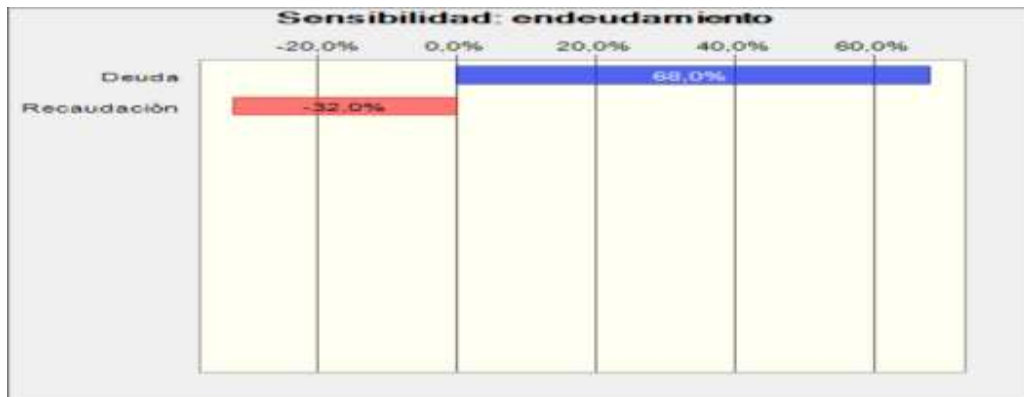 Sensibilidad: endeudamiento
-20,0% 0,0% 20,0% 40,0% 60,0%
Deuda 68,0%
Recaudación -32,0%